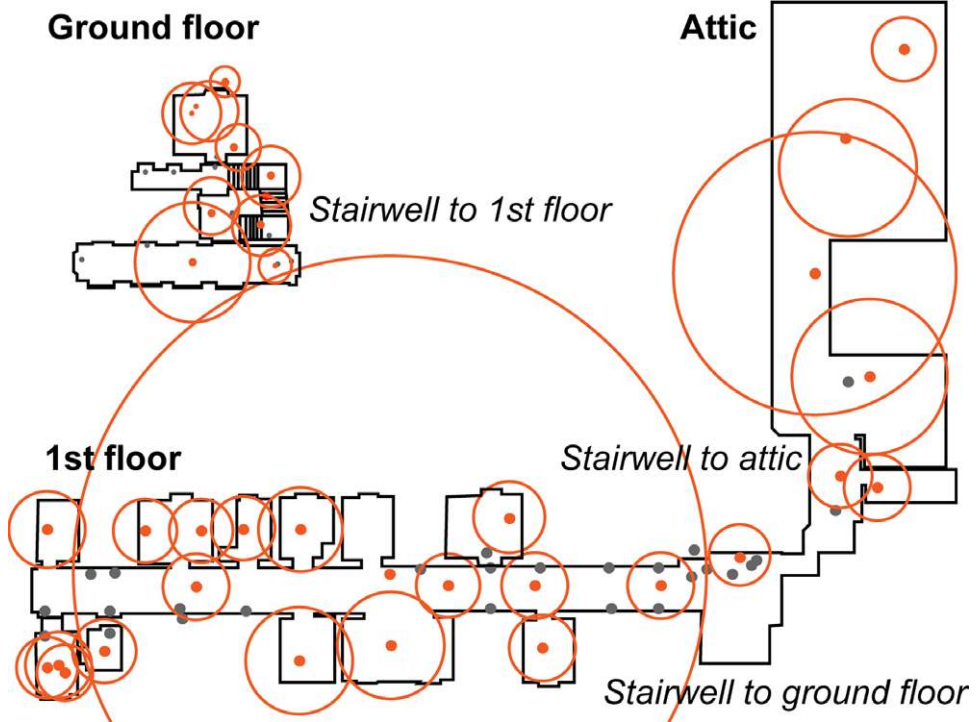 Ground floor
Attic
Stairwell to 1st floor
1st floor
Stairwell to attic
Stairwell to ground floor